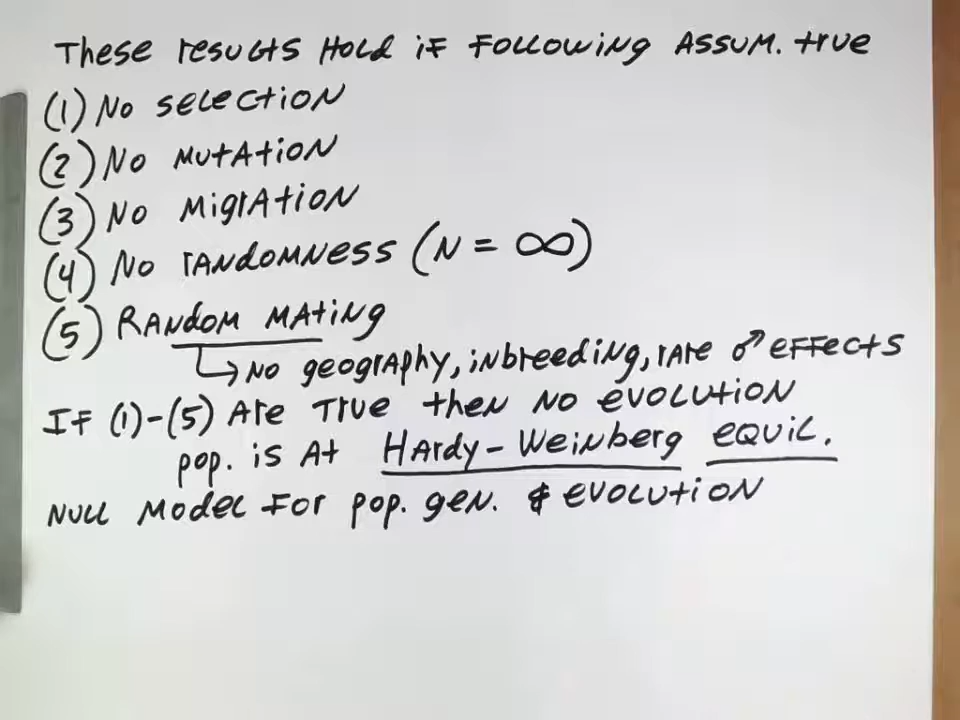 These results hold if following assum. true
(1) No selection
(2) No mutation
(3) No migration
(4) No randomness (N = ∞)
(5) Random mating
↳ No geography, inbreeding, rare ♂ effects
If (1)-(5) are true then no evolution
pop. is at Hardy-Weinberg equil.
Null model for pop. gen. & evolution